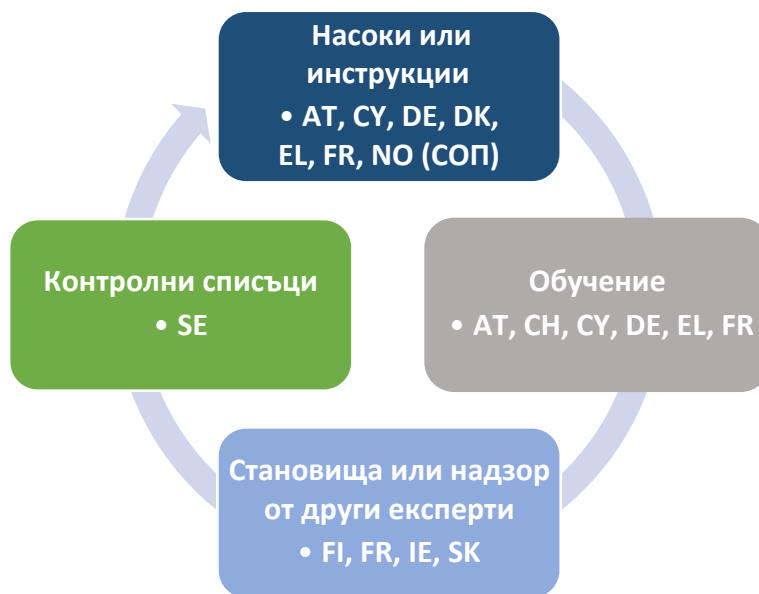 Насоки или
инструкции
• AT, CY, DE, DK,
EL, FR, NO (СОП)
Обучение
• AT, CH, CY, DE, EL, FR
Становища или надзор
от други експерти
• FI, FR, IE, SK
Контролни списъци
• SE